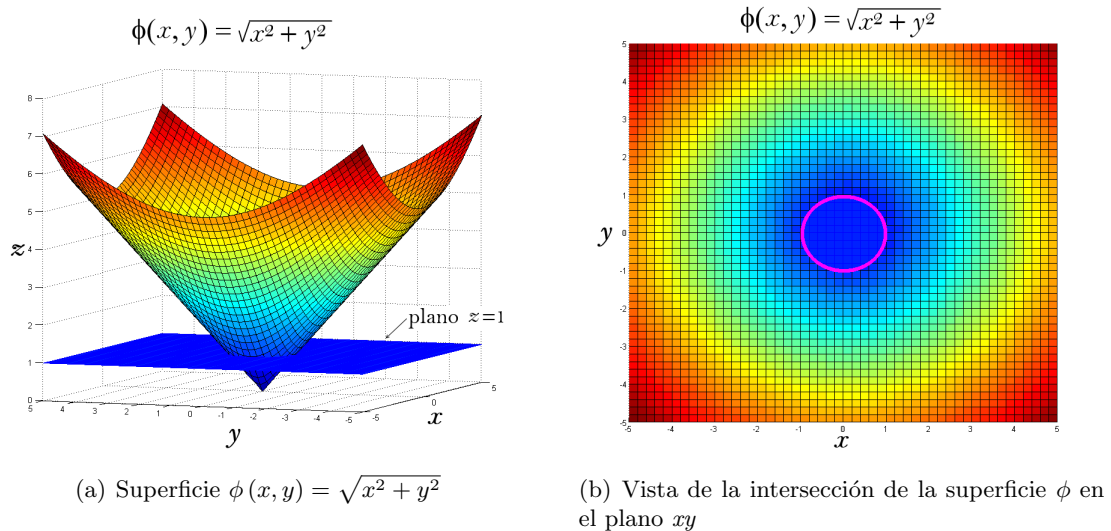 ϕ(x, y) = √x² + y²
8
7
6
5
4
3
2
1
0
z
plano z=1
5
4
3
2
1
0
-1
-2
-3
-4
-5
y
-5
0
5
x
(a) Superficie ϕ (x, y) = √x² + y²
ϕ(x, y) = √x² + y²
5
4
3
2
1
0
-1
-2
-3
-4
-5
y
-5 -4 -3 -2 -1 0 1 2 3 4 5
x
(b) Vista de la intersección de la superficie ϕ en
el plano xy